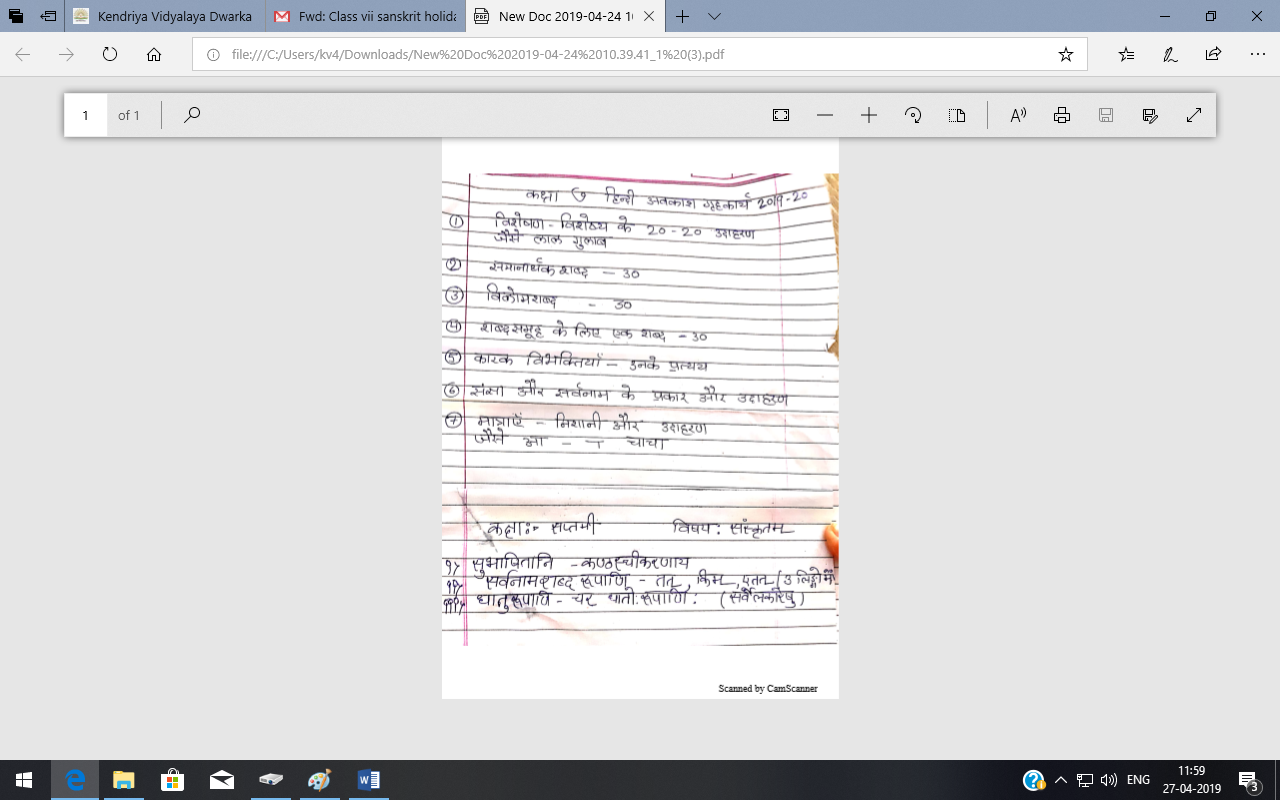 Kendriya Vidyalaya Dwarka
Fwd: Class vii sanskrit holida
New Doc 2019-04-24 1
file:///C:/Users/kv4/Downloads/New%20Doc%202019-04-24%2010.39.41_1%20(3).pdf
1 of 1
कक्षा ७ हिन्दी अवकाश गृहकार्य 2019-20
① विशेषण - विशेष्य के 20-20 उदाहरण
जैसे लाल गुलाब
② समानार्थक शब्द - 30
③ विलोमशब्द - 30
④ शब्दसमूह के लिए एक शब्द - 30
⑤ कारक विभक्तियाँ - उनके प्रत्यय
⑥ संज्ञा और सर्वनाम के प्रकार और उदाहरण
⑦ मात्राएँ - निशानी और उदाहरण
जैसे आ - ा चाचा
कक्षा:- सप्तमी विषय: संस्कृतम
सुभाषितानि - कण्ठस्थीकरणाय
सर्वनामशब्द रूपाणि - तत्, किम्, एतत् (3 लिङ्गों में)
धातुरूपाणि - चर् धातो: रूपाणि: (सर्वलकारेषु)
Scanned by CamScanner
ENG
11:59
27-04-2019
3